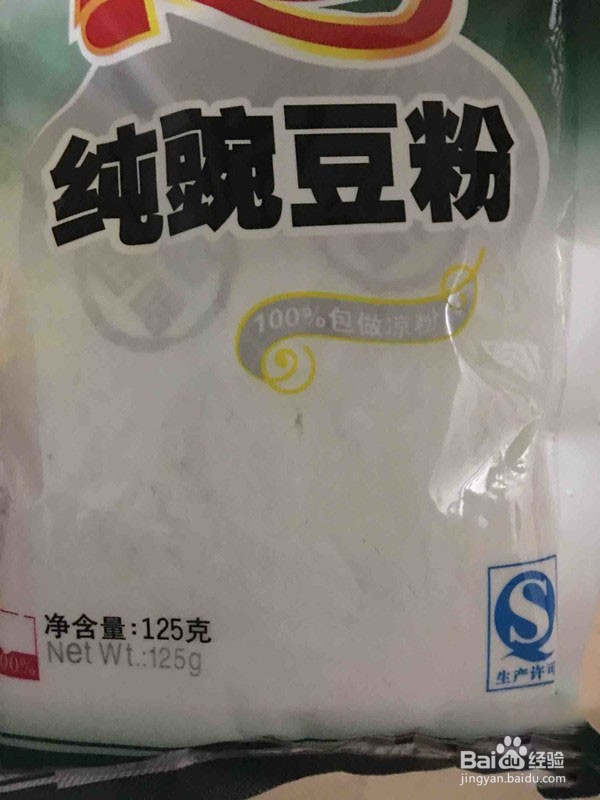 纯豌豆粉
100%包做凉粉
净含量:125克
Net Wt.:125g
00%
生产许可
Baidu经验
jingyan.baidu.com